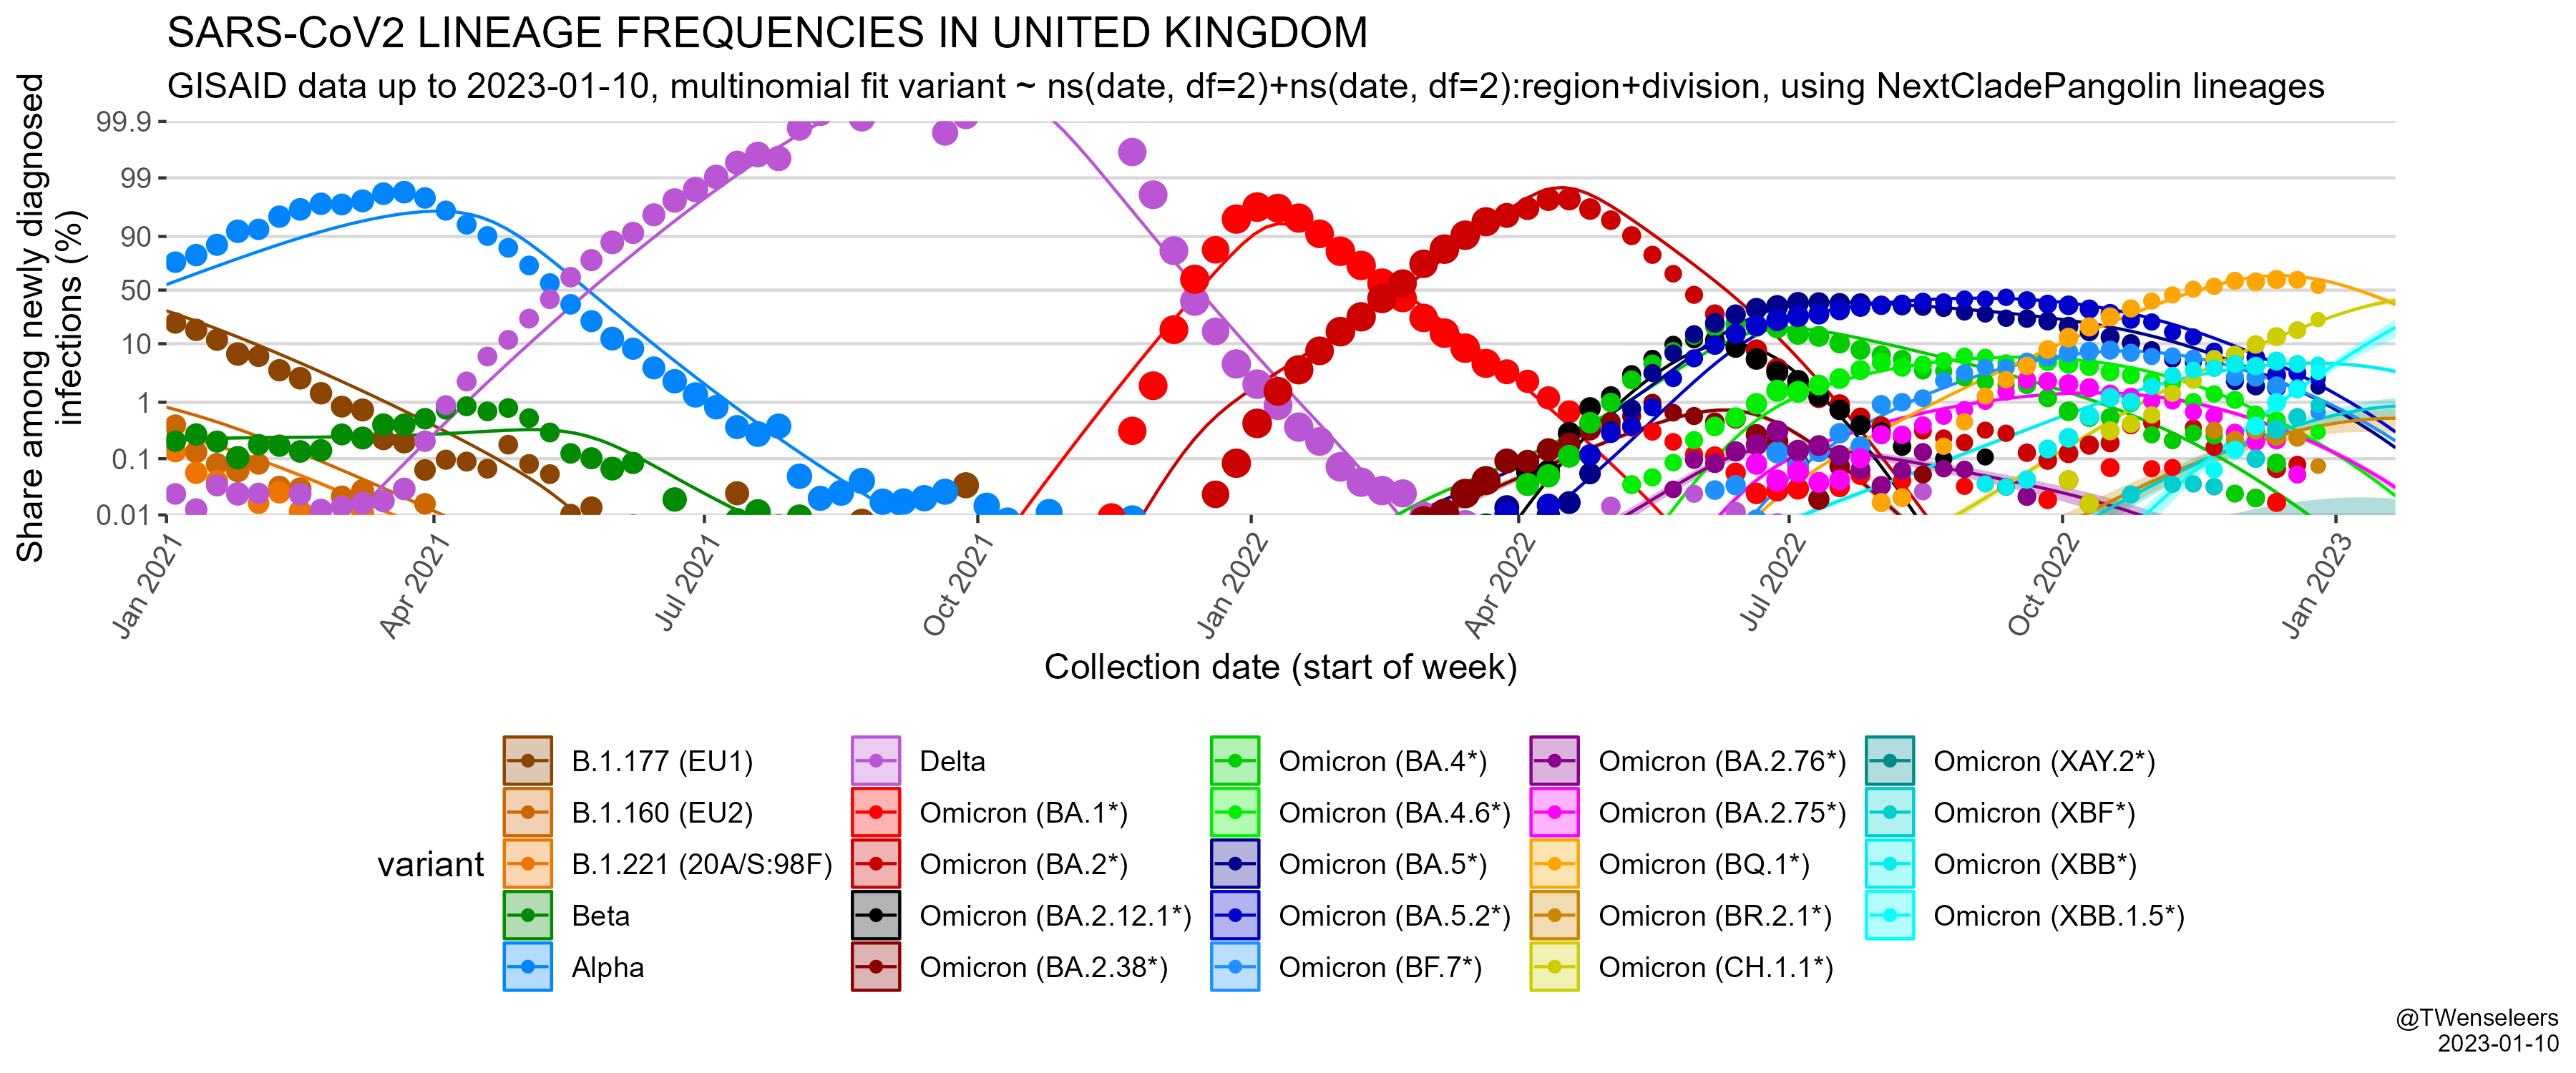 SARS-CoV2 LINEAGE FREQUENCIES IN UNITED KINGDOM
GISAID data up to 2023-01-10, multinomial fit variant ~ ns(date, df=2)+ns(date, df=2):region+division, using NextCladePangolin lineages
Share among newly diagnosed
infections (%)
99.9
99
90
50
10
1
0.1
0.01
Jan 2021
Apr 2021
Jul 2021
Oct 2021
Jan 2022
Apr 2022
Jul 2022
Oct 2022
Jan 2023
Collection date (start of week)
variant
B.1.177 (EU1)
B.1.160 (EU2)
B.1.221 (20A/S:98F)
Beta
Alpha
Delta
Omicron (BA.1*)
Omicron (BA.2*)
Omicron (BA.2.12.1*)
Omicron (BA.2.38*)
Omicron (BA.4*)
Omicron (BA.4.6*)
Omicron (BA.5*)
Omicron (BA.5.2*)
Omicron (BF.7*)
Omicron (BA.2.76*)
Omicron (BA.2.75*)
Omicron (BQ.1*)
Omicron (BR.2.1*)
Omicron (CH.1.1*)
Omicron (XAY.2*)
Omicron (XBF*)
Omicron (XBB*)
Omicron (XBB.1.5*)
@TWenseleers
2023-01-10